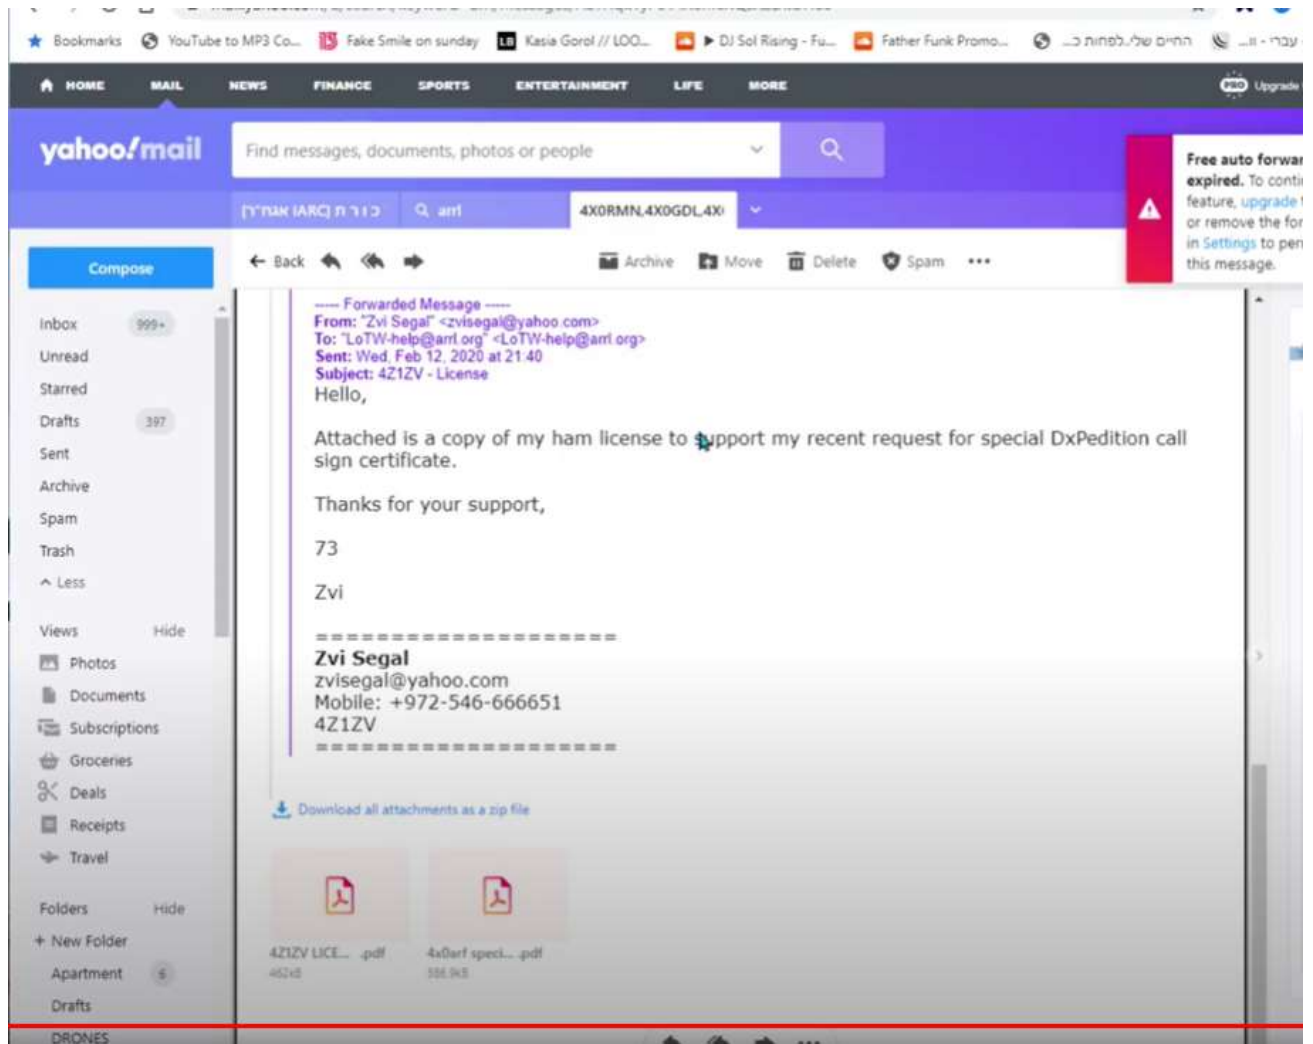 Bookmarks YouTube to MP3 Co... Fake Smile on sunday LB Kasia Gorol // LOO... ▶ DJ Sol Rising - Fu... Father Funk Promo... החיים שלי..לפחות כ...
HOME MAIL NEWS FINANCE SPORTS ENTERTAINMENT LIFE MORE PRO Upgrade
yahoo!mail
Find messages, documents, photos or people
Free auto forwar
expired. To conti
feature, upgrade
or remove the for
in Settings to per
this message.
arrl 4X0RMN,4X0GDL,4X
Compose
Back Archive Move Delete Spam •••
Inbox 999+
Unread
Starred
Drafts 397
Sent
Archive
Spam
Trash
Less
Views Hide
Photos
Documents
Subscriptions
Groceries
Deals
Receipts
Travel
Folders Hide
+ New Folder
Apartment 6
Drafts
DRONES
----- Forwarded Message -----
From: "Zvi Segal" <zvisegal@yahoo.com>
To: "LoTW-help@arrl.org" <LoTW-help@arrl.org>
Sent: Wed, Feb 12, 2020 at 21:40
Subject: 4Z1ZV - License
Hello,
Attached is a copy of my ham license to support my recent request for special DxPedition call
sign certificate.
Thanks for your support,
73
Zvi
====================
Zvi Segal
zvisegal@yahoo.com
Mobile: +972-546-666651
4Z1ZV
====================
Download all attachments as a zip file
4Z1ZV LICE... .pdf
462kB
4x0arf speci... .pdf